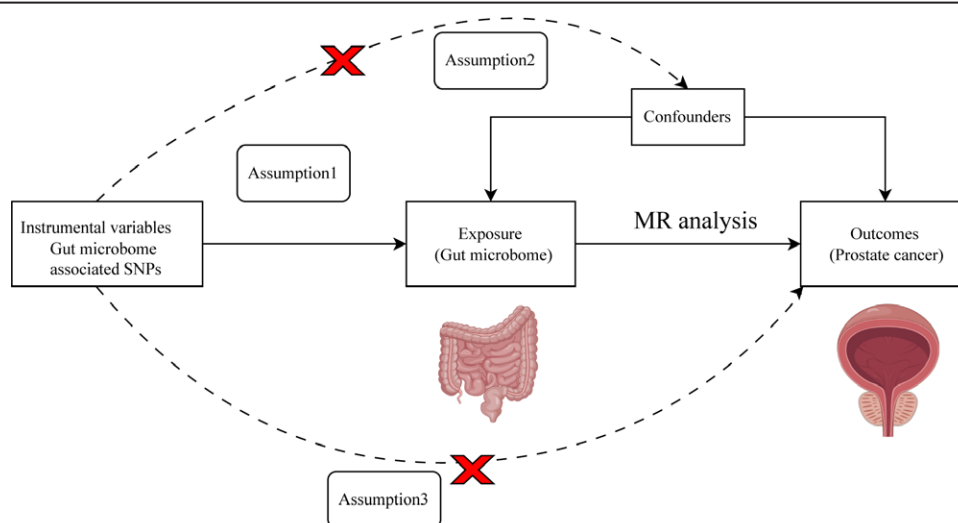 Assumption2
Confounders
Assumption1
Instrumental variables
Gut microbome
associated SNPs
Exposure
(Gut microbome)
MR analysis
Outcomes
(Prostate cancer)
Assumption3